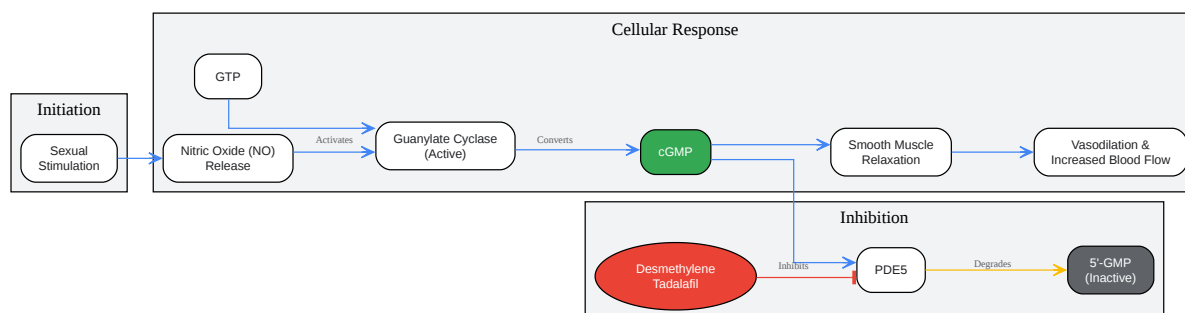 Cellular Response
GTP
Initiation
Sexual
Stimulation
Nitric Oxide (NO)
Release
Activates
Guanylate Cyclase
(Active)
Converts
cGMP
Smooth Muscle
Relaxation
Vasodilation &
Increased Blood Flow
Inhibition
Desmethylene
Tadalafil
Inhibits
PDE5
Degrades
5'-GMP
(Inactive)